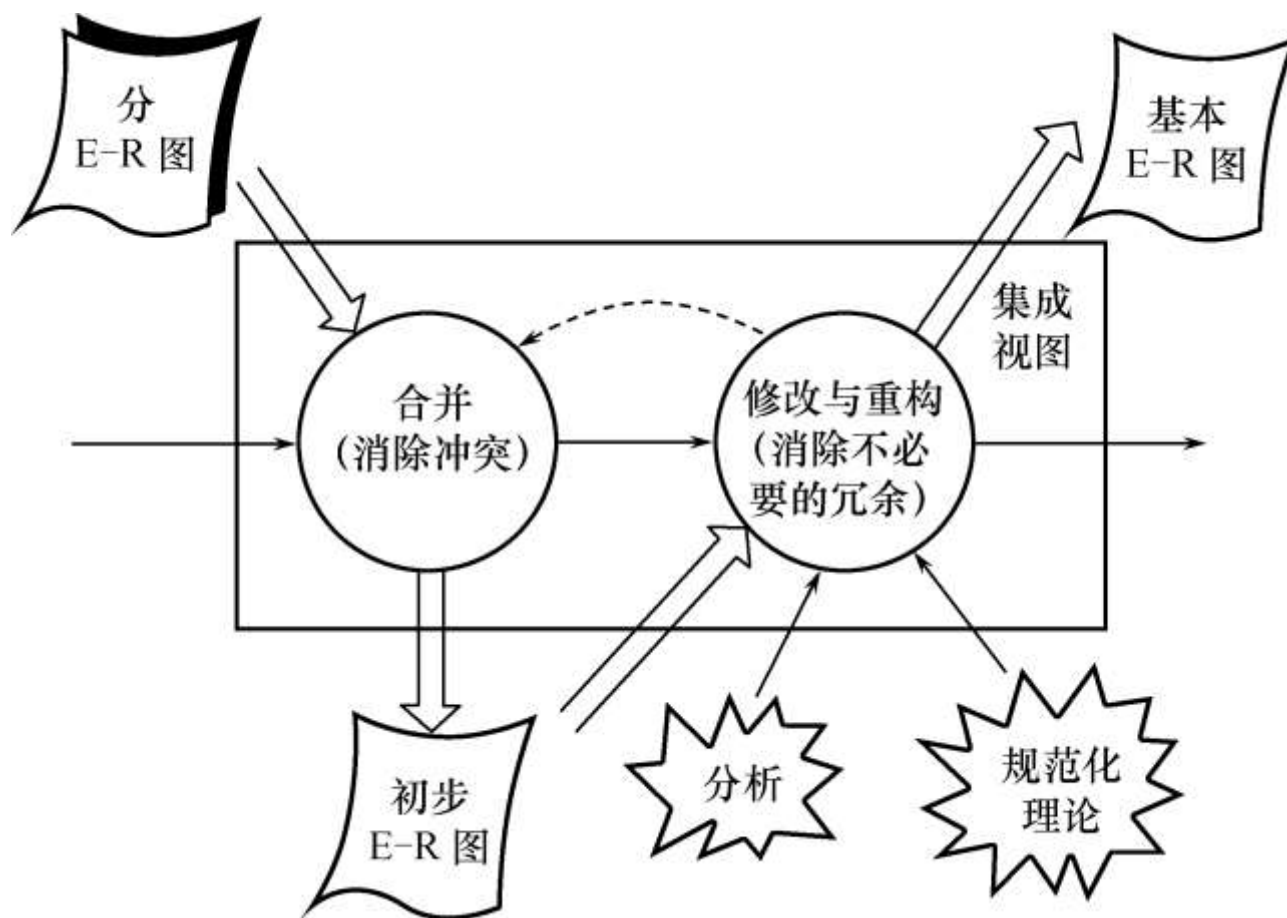 分
E-R 图
基本
E-R 图
集成
视图
合并
(消除冲突)
修改与重构
(消除不必
要的冗余)
初步
E-R 图
分析
规范化
理论